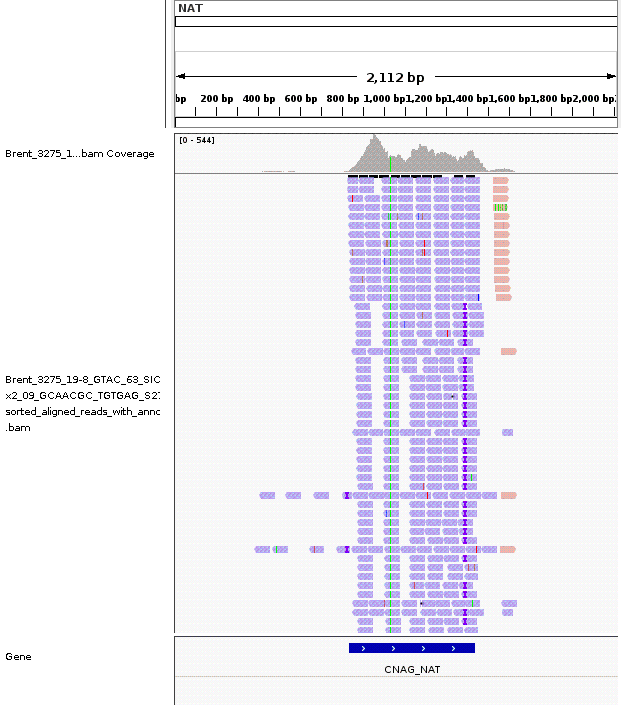 NAT
2,112 bp
bp 200 bp 400 bp 600 bp 800 bp 1,000 bp 1,200 bp 1,400 bp 1,600 bp 1,800 bp 2,000 bp
[0 - 544]
Brent_3275_1...bam Coverage
Brent_3275_19-8_GTAC_63_SIC
x2_09_GCAACGC_TGTGAG_S2
sorted_aligned_reads_with_anno
.bam
Gene
CNAG_NAT